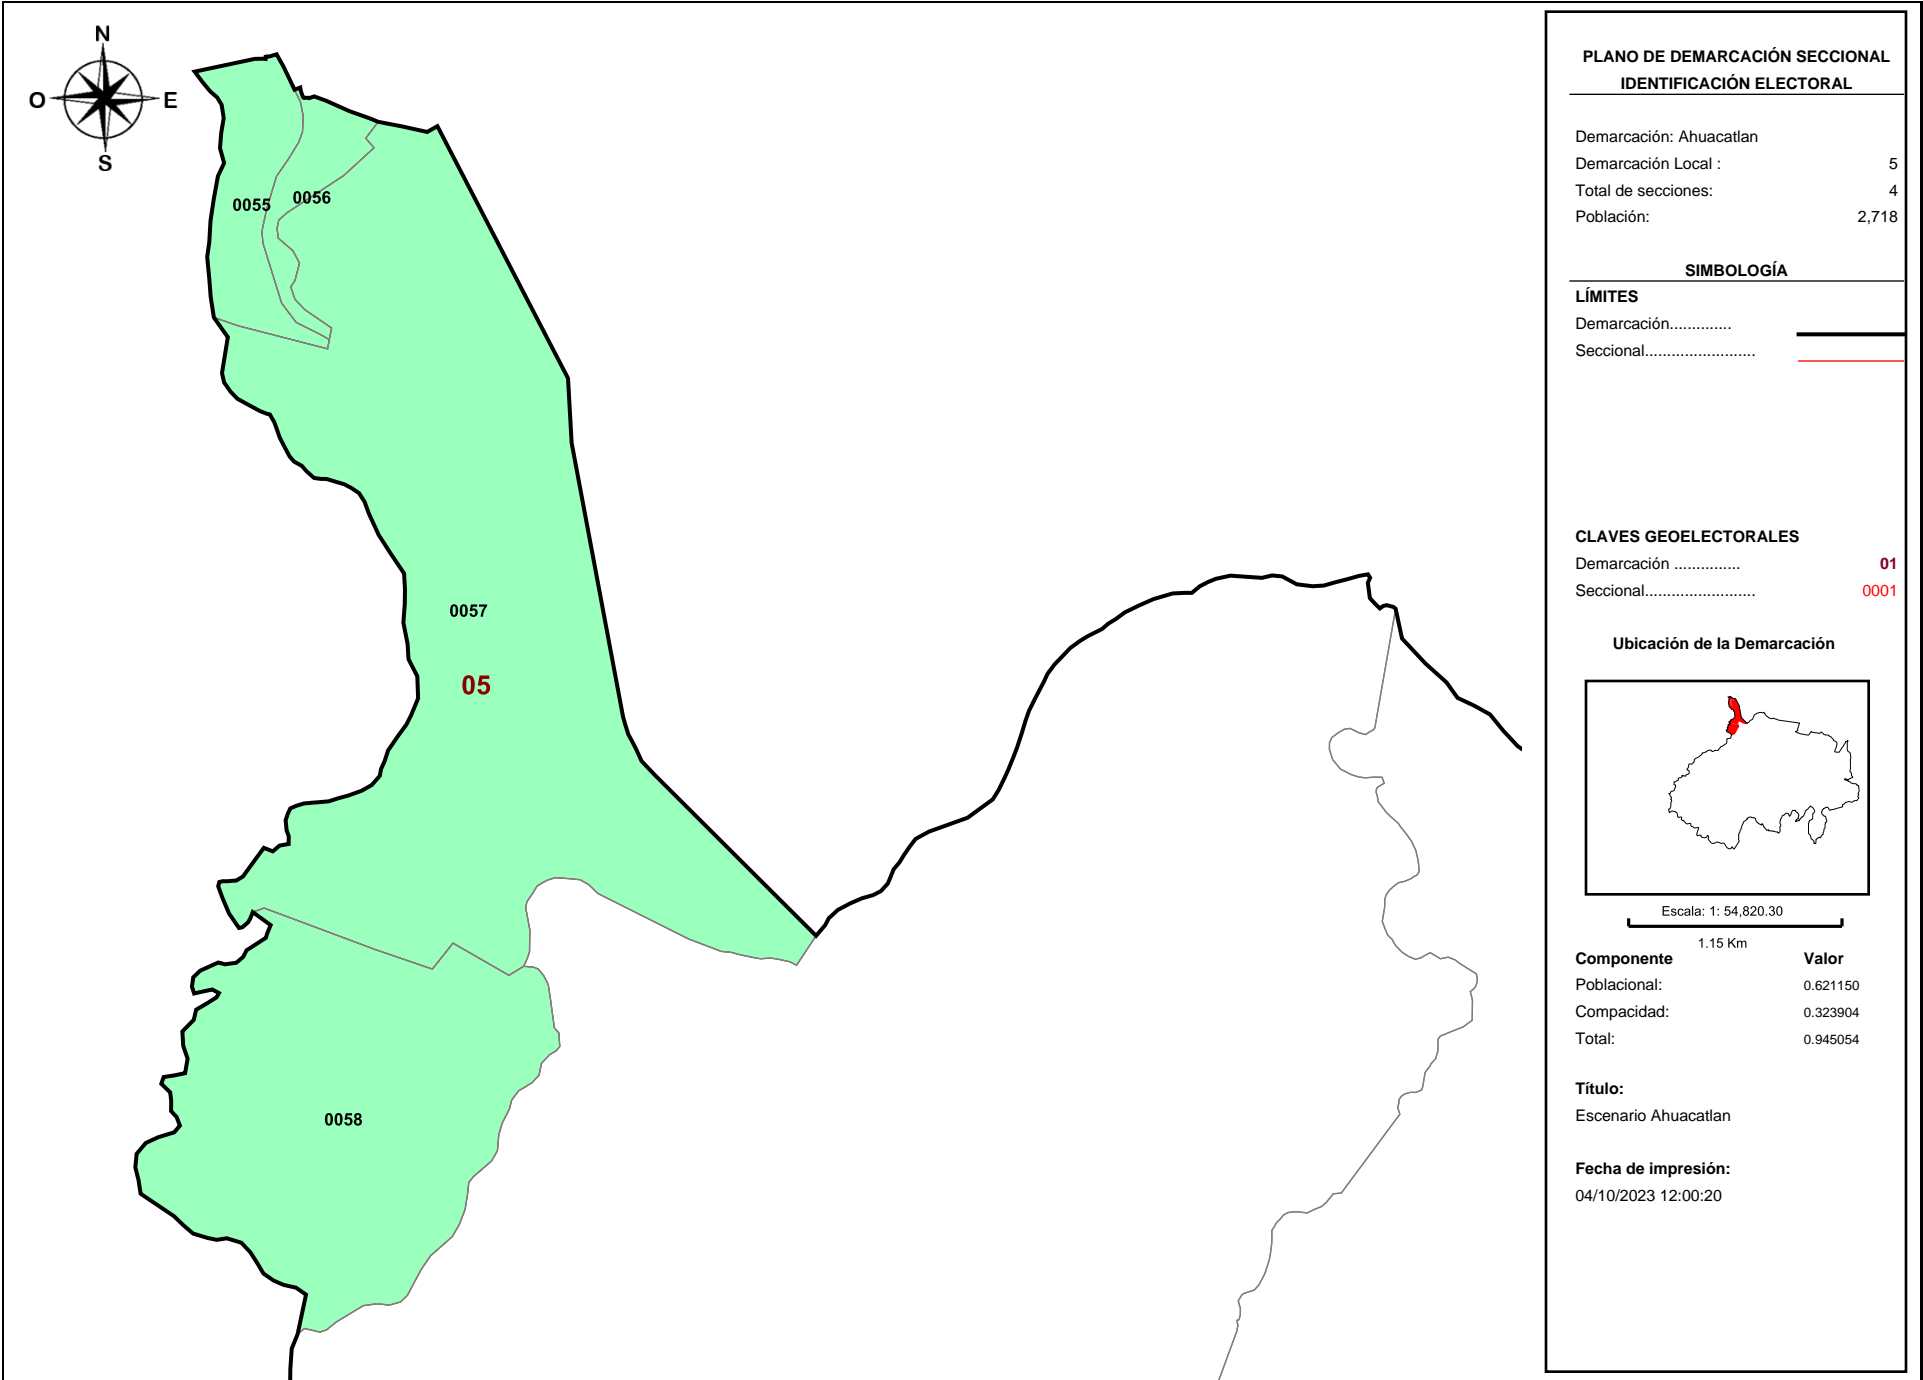 N
O E
S
0055
0056
0057
05
0058
PLANO DE DEMARCACIÓN SECCIONAL
IDENTIFICACIÓN ELECTORAL
Demarcación: Ahuacatlan
Demarcación Local : 5
Total de secciones: 4
Población: 2,718
SIMBOLOGÍA
LÍMITES
Demarcación..............
Seccional.........................
CLAVES GEOELECTORALES
Demarcación ............... 01
Seccional......................... 0001
Ubicación de la Demarcación
Escala: 1: 54,820.30
1.15 Km
Componente Valor
Poblacional: 0.621150
Compacidad: 0.323904
Total: 0.945054
Título:
Escenario Ahuacatlan
Fecha de impresión:
04/10/2023 12:00:20